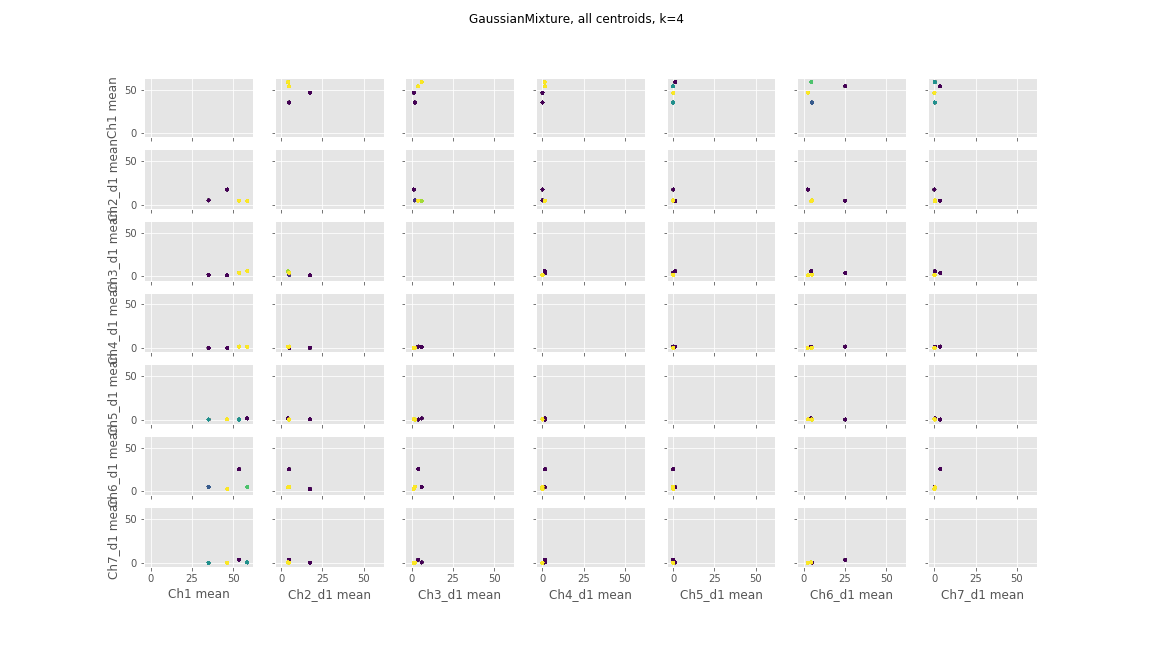 GaussianMixture, all centroids, k=4
Ch1 mean
50
0
Ch2_d1 mean
50
0
Ch3_d1 mean
50
0
Ch4_d1 mean
50
0
Ch5_d1 mean
50
0
Ch6_d1 mean
50
0
Ch7_d1 mean
50
0
0 50 0 25 50 0 25 50 0 25 50 0 25 50 0 25 50 0 25 50
Ch1 mean Ch2_d1 mean Ch3_d1 mean Ch4_d1 mean Ch5_d1 mean Ch6_d1 mean Ch7_d1 mean